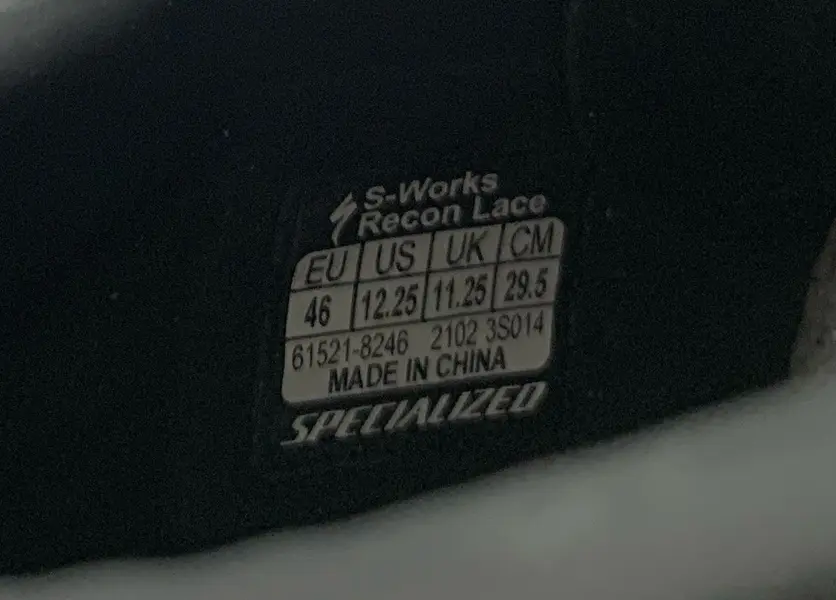 S-Works
Recon Lace
EU US UK CM
46 12.25 11.25 29.5
61521-8246 2102 3S014
MADE IN CHINA
SPECIALIZED